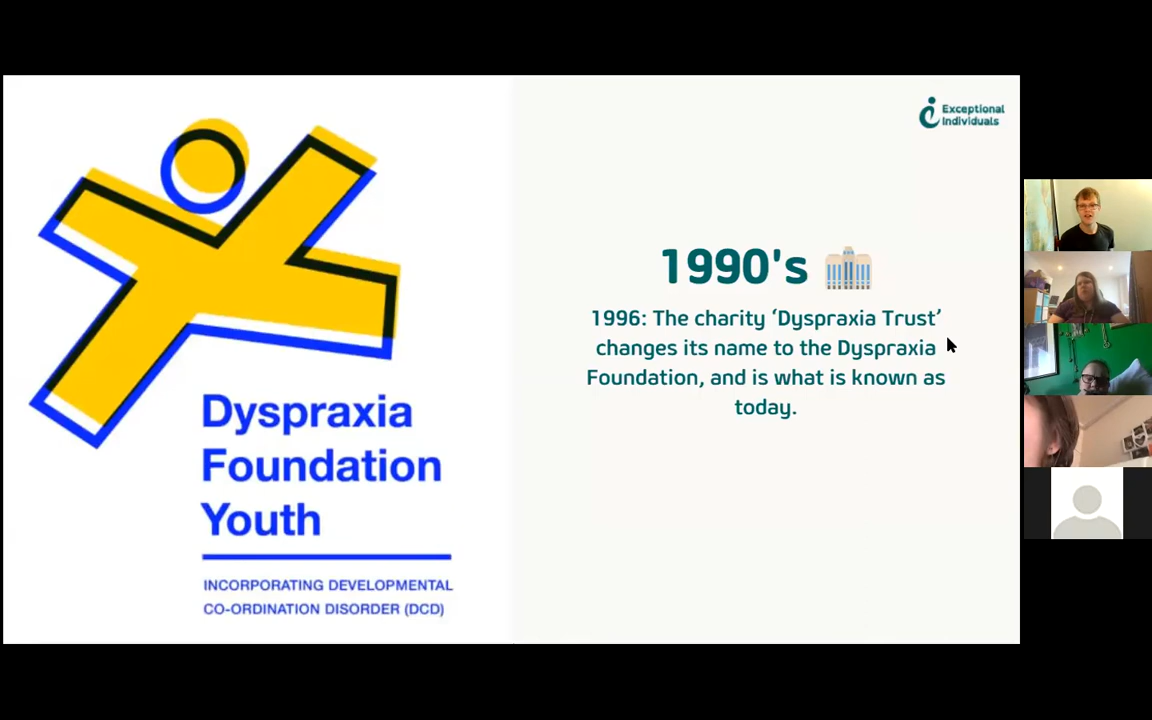 Exceptional
Individuals
1990's
1996: The charity ‘Dyspraxia Trust’
changes its name to the Dyspraxia
Foundation, and is what is known as
today.
Dyspraxia
Foundation
Youth
INCORPORATING DEVELOPMENTAL
CO-ORDINATION DISORDER (DCD)